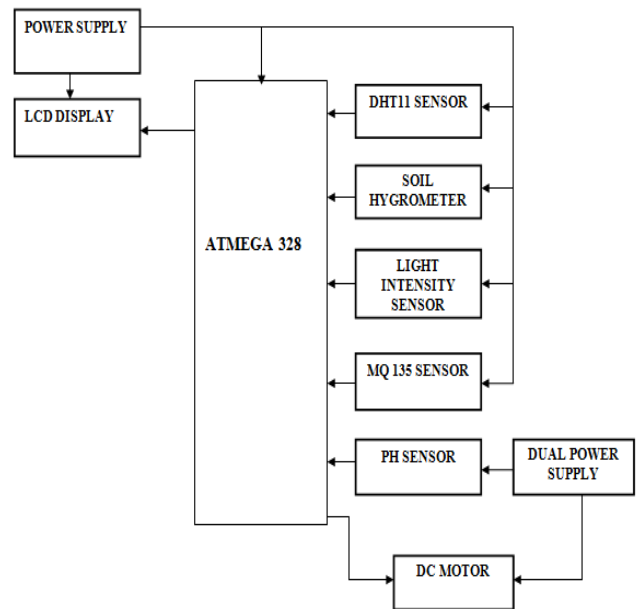 POWER SUPPLY
LCD DISPLAY
ATMEGA 328
DHT11 SENSOR
SOIL
HYGROMETER
LIGHT
INTENSITY
SENSOR
MQ 135 SENSOR
PH SENSOR
DUAL POWER
SUPPLY
DC MOTOR